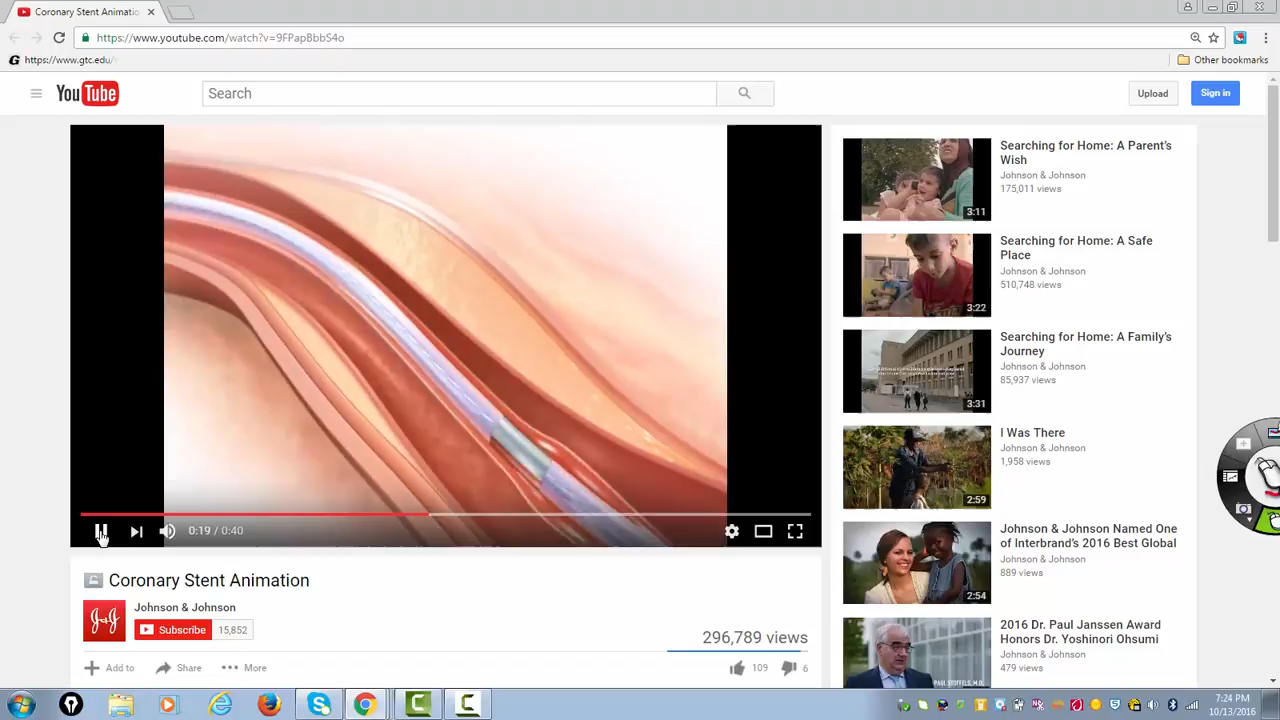 Coronary Stent Animatio
https://www.youtube.com/watch?v=9FPapBbbS4o
https://www.gtc.edu/
Other bookmarks
YouTube
Search
Upload
Sign in
0:19 / 0:40
Coronary Stent Animation
Johnson & Johnson
Subscribe
15,852
296,789 views
Add to
Share
More
109
6
3:11
Searching for Home: A Parent's
Wish
Johnson & Johnson
175,011 views
3:22
Searching for Home: A Safe
Place
Johnson & Johnson
510,748 views
3:31
Searching for Home: A Family's
Journey
Johnson & Johnson
85,937 views
2:59
I Was There
Johnson & Johnson
1,958 views
2:54
Johnson & Johnson Named One
of Interbrand's 2016 Best Global
Johnson & Johnson
889 views
PAUL STOFFELS, M.D.
2016 Dr. Paul Janssen Award
Honors Dr. Yoshinori Ohsumi
Johnson & Johnson
479 views
7:24 PM
10/13/2016